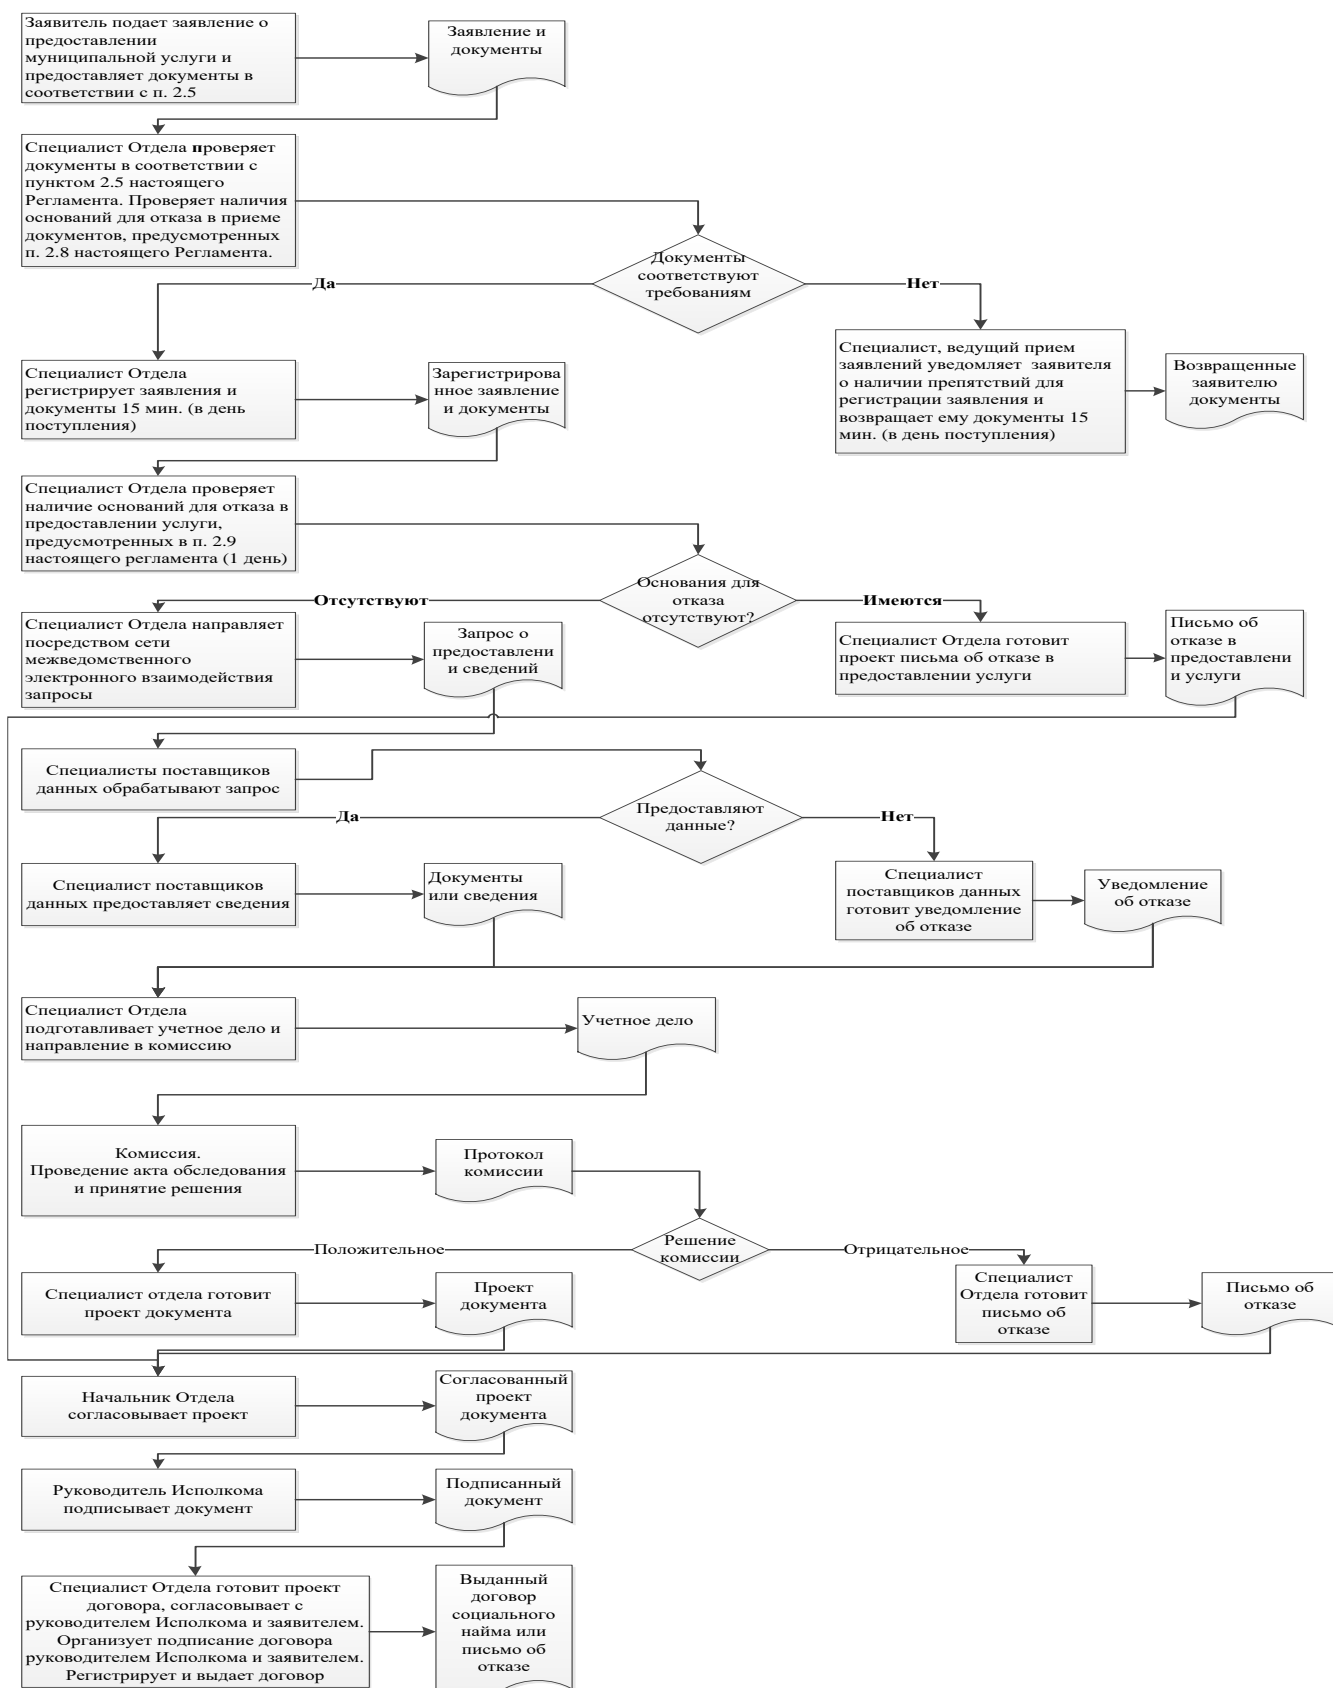 Заявитель подает заявление о
предоставлении
муниципальной услуги и
предоставляет документы в
соответствии с п. 2.5
Заявление и
документы
Специалист Отдела проверяет
документы в соответствии с
пунктом 2.5 настоящего
Регламента. Проверяет наличия
оснований для отказа в приеме
документов, предусмотренных
п. 2.8 настоящего Регламента.
Документы
соответствуют
требованиям
Да
Нет
Специалист Отдела
регистрирует заявления и
документы 15 мин. (в день
поступления)
Зарегистрирова
нное заявление
и документы
Специалист, ведущий прием
заявлений уведомляет заявителя
о наличии препятствий для
регистрации заявления и
возвращает ему документы 15
мин. (в день поступления)
Возвращенные
заявителю
документы
Специалист Отдела проверяет
наличие оснований для отказа в
предоставлении услуги,
предусмотренных в п. 2.9
настоящего регламента (1 день)
Основания для
отказа
отсутствуют?
Отсутствуют
Имеются
Специалист Отдела направляет
посредством сети
межведомственного
электронного взаимодействия
запросы
Запрос о
предоставлени
и сведений
Специалист Отдела готовит
проект письма об отказе в
предоставлении услуги
Письмо об
отказе в
предоставлени
и услуги
Специалисты поставщиков
данных обрабатывают запрос
Предоставляют
данные?
Да
Нет
Специалист поставщиков
данных предоставляет сведения
Документы
или сведения
Специалист
поставщиков данных
готовит уведомление
об отказе
Уведомление
об отказе
Специалист Отдела
подготавливает учетное дело и
направление в комиссию
Учетное дело
Комиссия.
Проведение акта обследования
и принятие решения
Протокол
комиссии
Решение
комиссии
Положительное
Отрицательное
Специалист отдела готовит
проект документа
Проект
документа
Специалист
Отдела готовит
письмо об
отказе
Письмо об
отказе
Начальник Отдела
согласовывает проект
Согласованный
проект
документа
Руководитель Исполкома
подписывает документ
Подписанный
документ
Специалист Отдела готовит проект
договора, согласовывает с
руководителем Исполкома и заявителем.
Организует подписание договора
руководителем Исполкома и заявителем.
Регистрирует и выдает договор
Выданный
договор
социального
найма или
письмо об
отказе